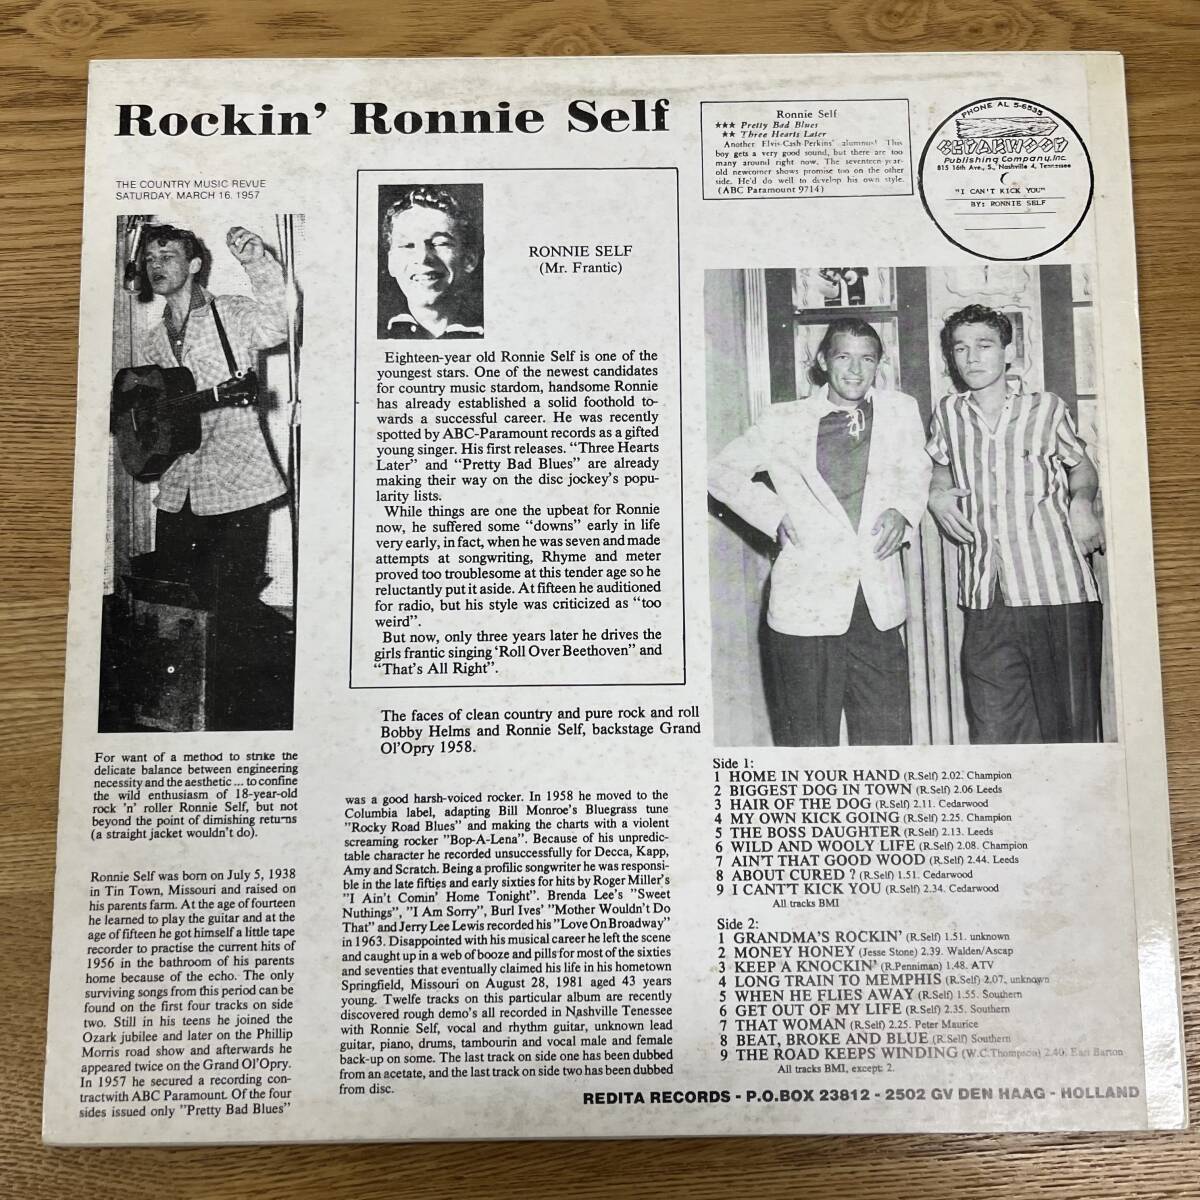 Rockin' Ronnie Self
Ronnie Self
★★★ Pretty Bad Blues
★★ Three Hearts Later
Another Elvis-Cash-Perkins' alumnus! This
boy gets a very good sound, but there are too
many around right now. The seventeen year-
old newcomer shows promise too on the other
side. He'd do well to develop his own style.
(ABC Paramount 9714)
PHONE AL 5-6535
CEDARWOOD
Publishing Company, Inc.
815 16th Ave., S., Nashville 4, Tennessee
"I CAN'T KICK YOU"
BY: RONNIE SELF
THE COUNTRY MUSIC REVUE
SATURDAY. MARCH 16. 1957
RONNIE SELF
(Mr. Frantic)
Eighteen-year old Ronnie Self is one of the
youngest stars. One of the newest candidates
for country music stardom, handsome Ronnie
has already established a solid foothold to-
wards a successful career. He was recently
spotted by ABC-Paramount records as a gifted
young singer. His first releases. "Three Hearts
Later" and "Pretty Bad Blues" are already
making their way on the disc jockey's popu-
larity lists.
While things are one the upbeat for Ronnie
now, he suffered some "downs" early in life
very early, in fact, when he was seven and made
attempts at songwriting, Rhyme and meter
proved too troublesome at this tender age so he
reluctantly put it aside. At fifteen he auditioned
for radio, but his style was criticized as "too
weird".
But now, only three years later he drives the
girls frantic singing 'Roll Over Beethoven" and
"That's All Right".
The faces of clean country and pure rock and roll
Bobby Helms and Ronnie Self, backstage Grand
Ol'Opry 1958.
For want of a method to strike the
delicate balance between engineering
necessity and the aesthetic ... to confine
the wild enthusiasm of 18-year-old
rock 'n' roller Ronnie Self, but not
beyond the point of dimishing returns
(a straight jacket wouldn't do).
Ronnie Self was born on July 5, 1938
in Tin Town, Missouri and raised on
his parents farm. At the age of fourteen
he learned to play the guitar and at the
age of fifteen he got himself a little tape
recorder to practise the current hits of
1956 in the bathroom of his parents
home because of the echo. The only
surviving songs from this period can be
found on the first four tracks on side
two. Still in his teens he joined the
Ozark jubilee and later on the Phillip
Morris road show and afterwards he
appeared twice on the Grand Ol'Opry.
In 1957 he secured a recording con-
tractwith ABC Paramount. Of the four
sides issued only "Pretty Bad Blues"
was a good harsh-voiced rocker. In 1958 he moved to the
Columbia label, adapting Bill Monroe's Bluegrass tune
"Rocky Road Blues" and making the charts with a violent
screaming rocker "Bop-A-Lena". Because of his unpredic-
table character he recorded unsuccessfully for Decca, Kapp,
Amy and Scratch. Being a profilic songwriter he was responsi-
ble in the late fifties and early sixties for hits by Roger Miller's
"I Ain't Comin' Home Tonight". Brenda Lee's "Sweet
Nuthings", "I Am Sorry", Burl Ives' "Mother Wouldn't Do
That" and Jerry Lee Lewis recorded his "Love On Broadway"
in 1963. Disappointed with his musical career he left the scene
and caught up in a web of booze and pills for most of the sixties
and seventies that eventually claimed his life in his hometown
Springfield, Missouri on August 28, 1981 aged 43 years
young. Twelfe tracks on this particular album are recently
discovered rough demo's all recorded in Nashville Tenessee
with Ronnie Self, vocal and rhythm guitar, unknown lead
guitar, piano, drums, tambourin and vocal male and female
back-up on some. The last track on side one has been dubbed
from an acetate, and the last track on side two has been dubbed
from disc.
Side 1:
1 HOME IN YOUR HAND (R.Self) 2.02. Champion
2 BIGGEST DOG IN TOWN (R.Self) 2.06 Leeds
3 HAIR OF THE DOG (R.Self) 2.11. Cedarwood
4 MY OWN KICK GOING (R.Self) 2.25. Champion
5 THE BOSS DAUGHTER (R.Self) 2.13. Leeds
6 WILD AND WOOLY LIFE (R.Self) 2.08. Champion
7 AIN'T THAT GOOD WOOD (R.Self) 2.44. Leeds
8 ABOUT CURED ? (R.Self) 1.51. Cedarwood
9 I CANT'T KICK YOU (R.Self) 2.34. Cedarwood
All tracks BMI
Side 2:
1 GRANDMA'S ROCKIN' (R.Self) 1.51. unknown
2 MONEY HONEY (Jesse Stone) 2.39. Walden/Ascap
3 KEEP A KNOCKIN' (R.Penniman) 1.48. ATV
4 LONG TRAIN TO MEMPHIS (R.Self) 2.07. unknown
5 WHEN HE FLIES AWAY (R.Self) 1.55. Southern
6 GET OUT OF MY LIFE (R.Self) 2.35. Southern
7 THAT WOMAN (R.Self) 2.25. Peter Maurice
8 BEAT, BROKE AND BLUE (R.Self) Southern
9 THE ROAD KEEPS WINDING (W.C.Thompson) 2.40. Earl Barton
All tracks BMI, except: 2.
REDITA RECORDS - P.O.BOX 23812 - 2502 GV DEN HAAG - HOLLAND